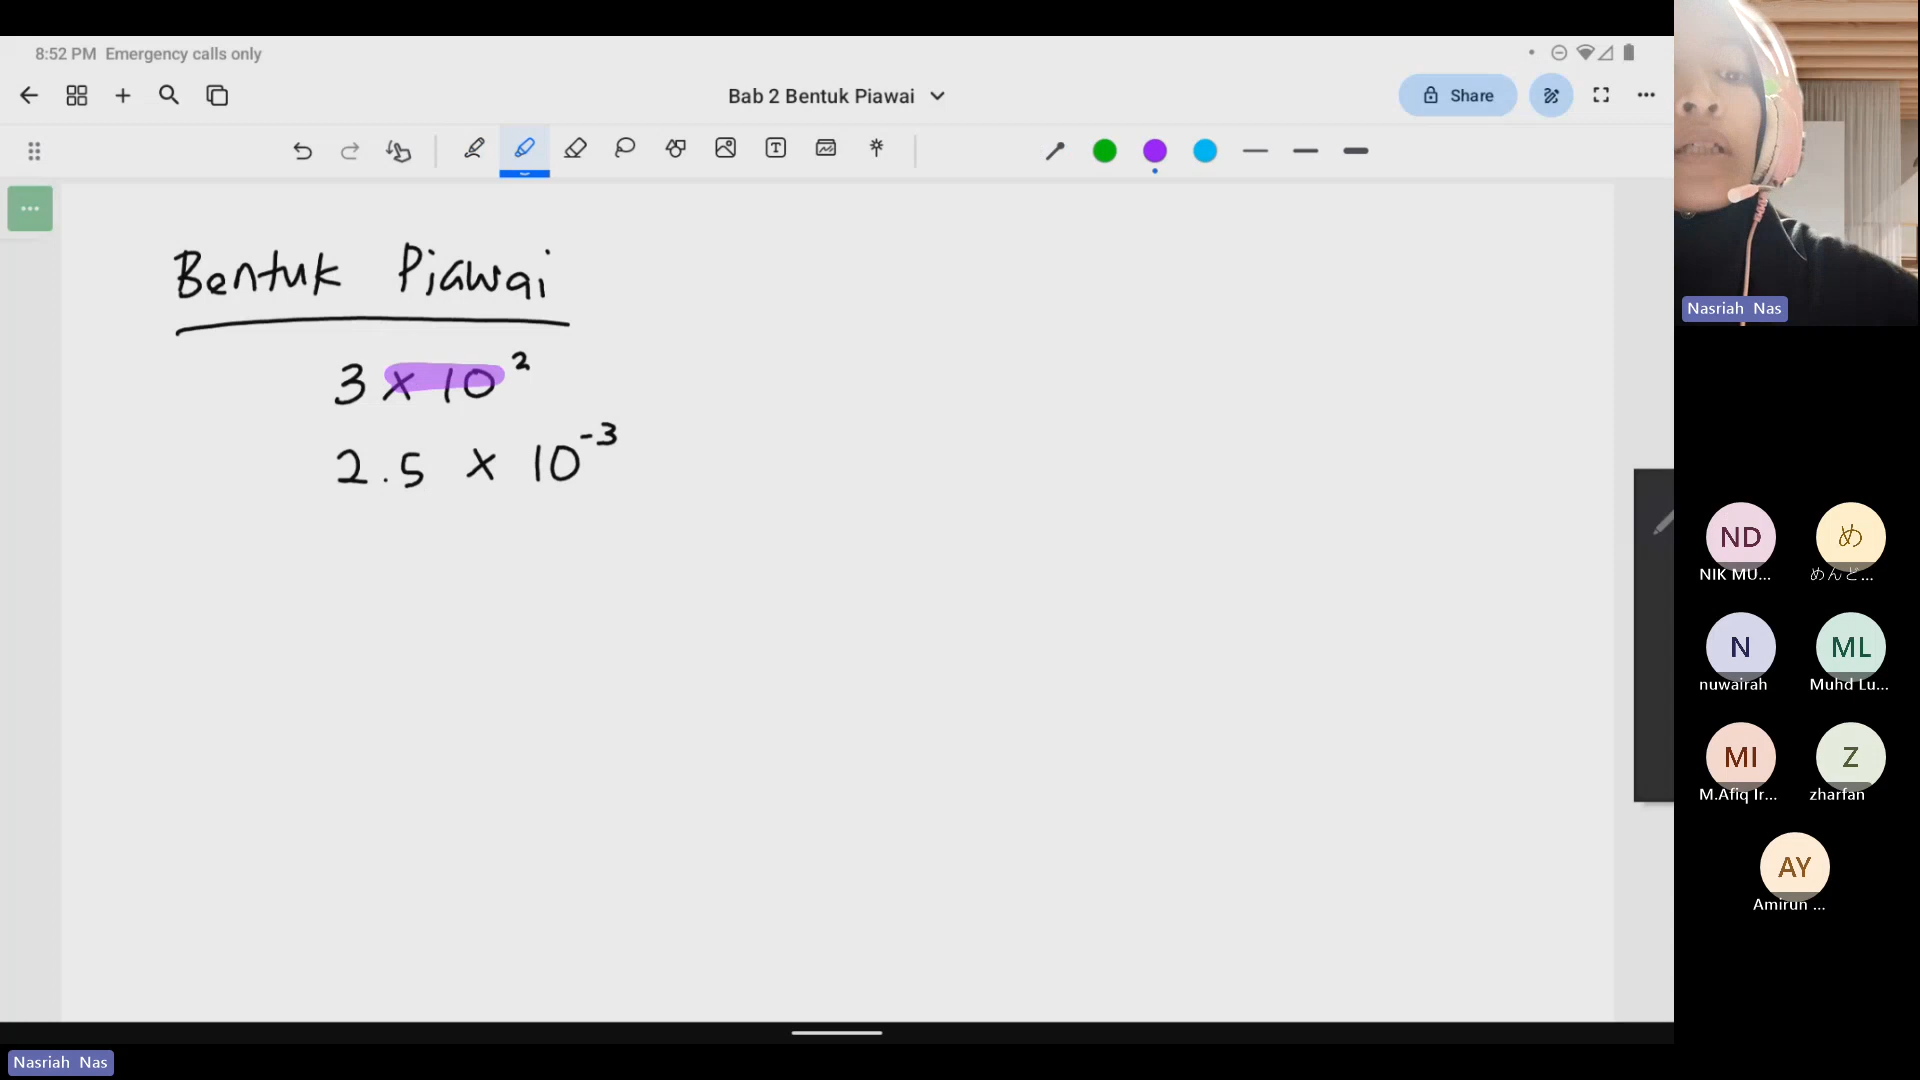 8:52 PM Emergency calls only
Bab 2 Bentuk Piawai
Share
Bentuk Piawai
3 × 10²
2.5 × 10⁻³
Nasriah Nas
ND
NIK MU...
め
めんど...
N
nuwairah
ML
Muhd Lu...
MI
M.Afiq Ir...
Z
zharfan
AY
Amirun ...
Nasriah Nas